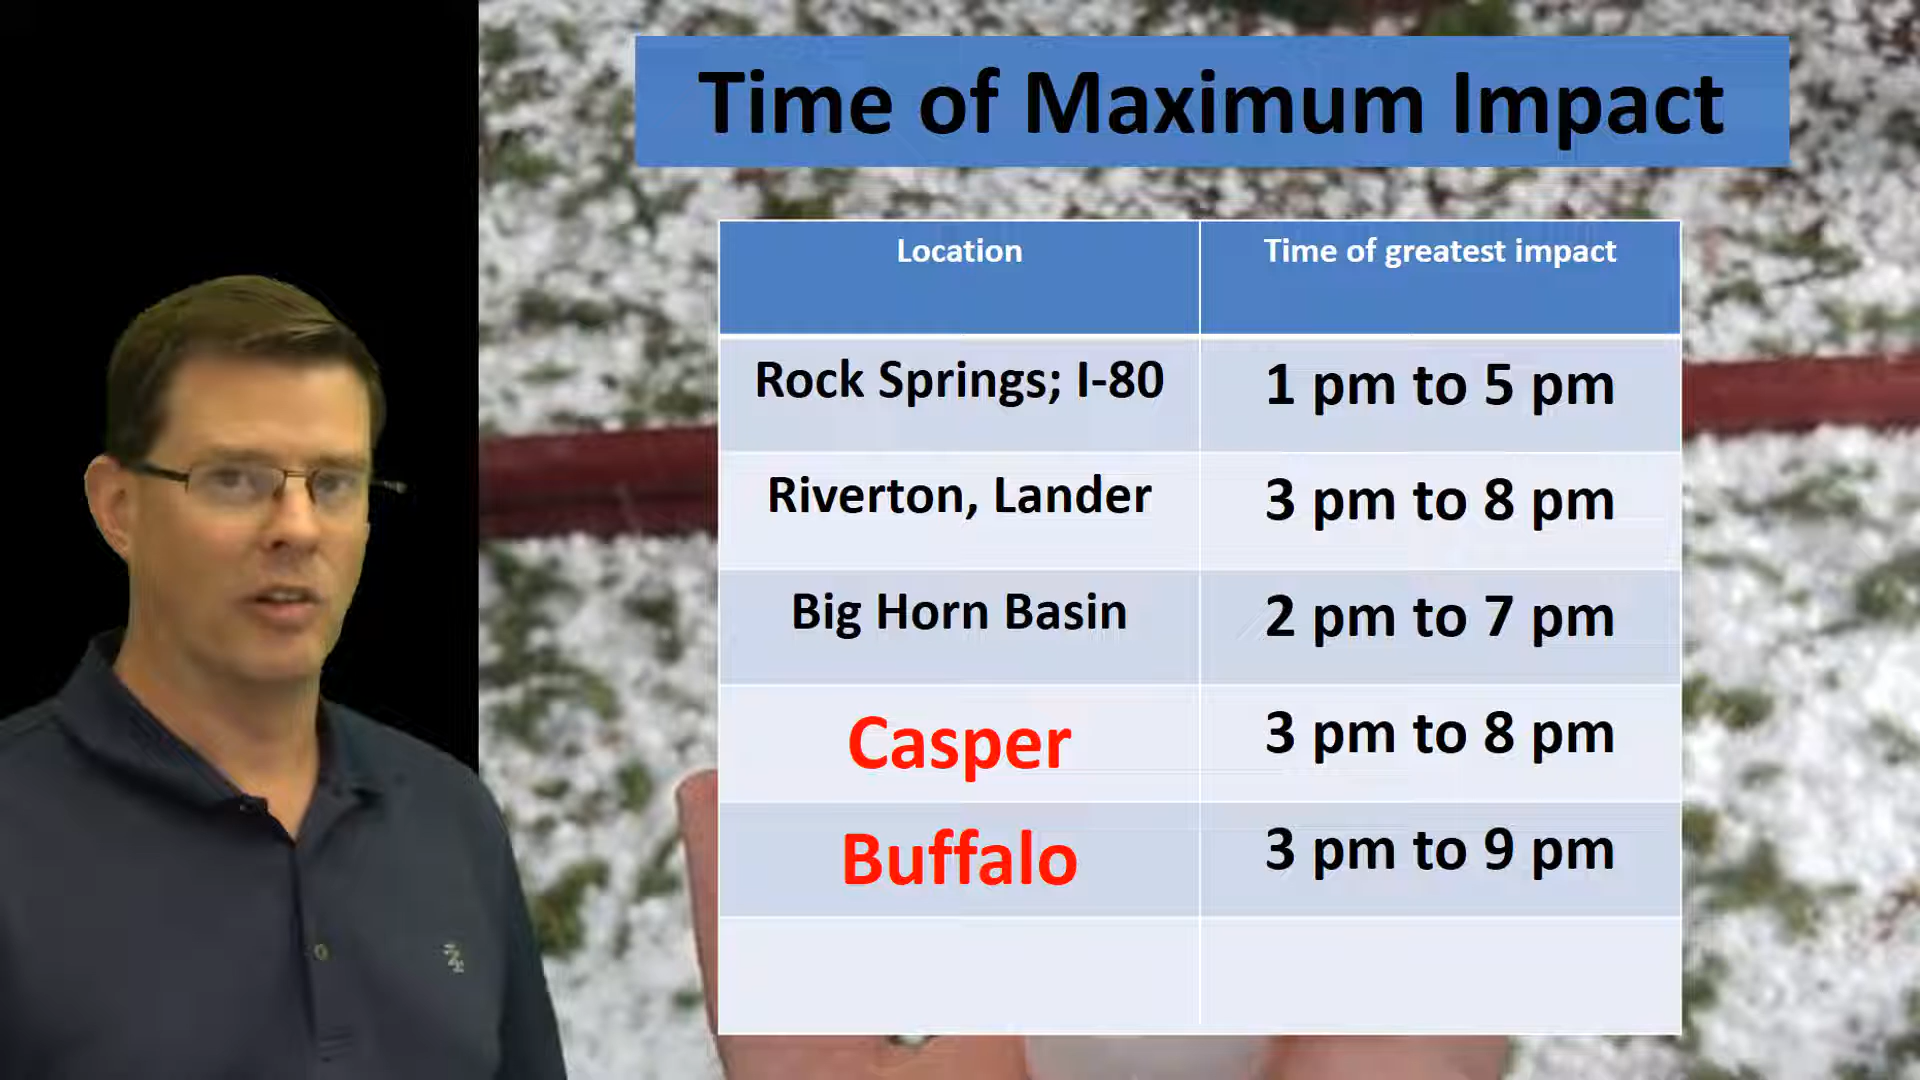 Time of Maximum Impact
Location
Time of greatest impact
Rock Springs; I-80
1 pm to 5 pm
Riverton, Lander
3 pm to 8 pm
Big Horn Basin
2 pm to 7 pm
Casper
3 pm to 8 pm
Buffalo
3 pm to 9 pm